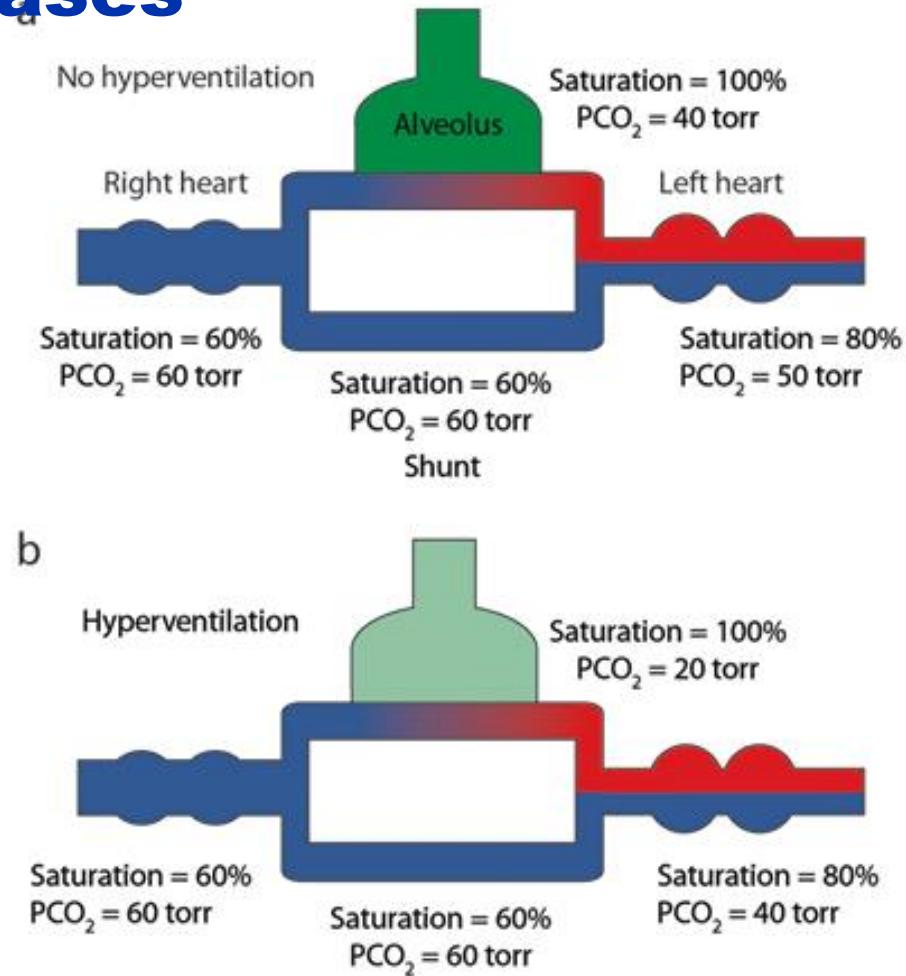 a
No hyperventilation
Alveolus
Saturation = 100%
PCO₂ = 40 torr
Right heart
Left heart
Saturation = 60%
PCO₂ = 60 torr
Saturation = 60%
PCO₂ = 60 torr
Shunt
Saturation = 80%
PCO₂ = 50 torr
b
Hyperventilation
Saturation = 100%
PCO₂ = 20 torr
Saturation = 60%
PCO₂ = 60 torr
Saturation = 60%
PCO₂ = 60 torr
Saturation = 80%
PCO₂ = 40 torr